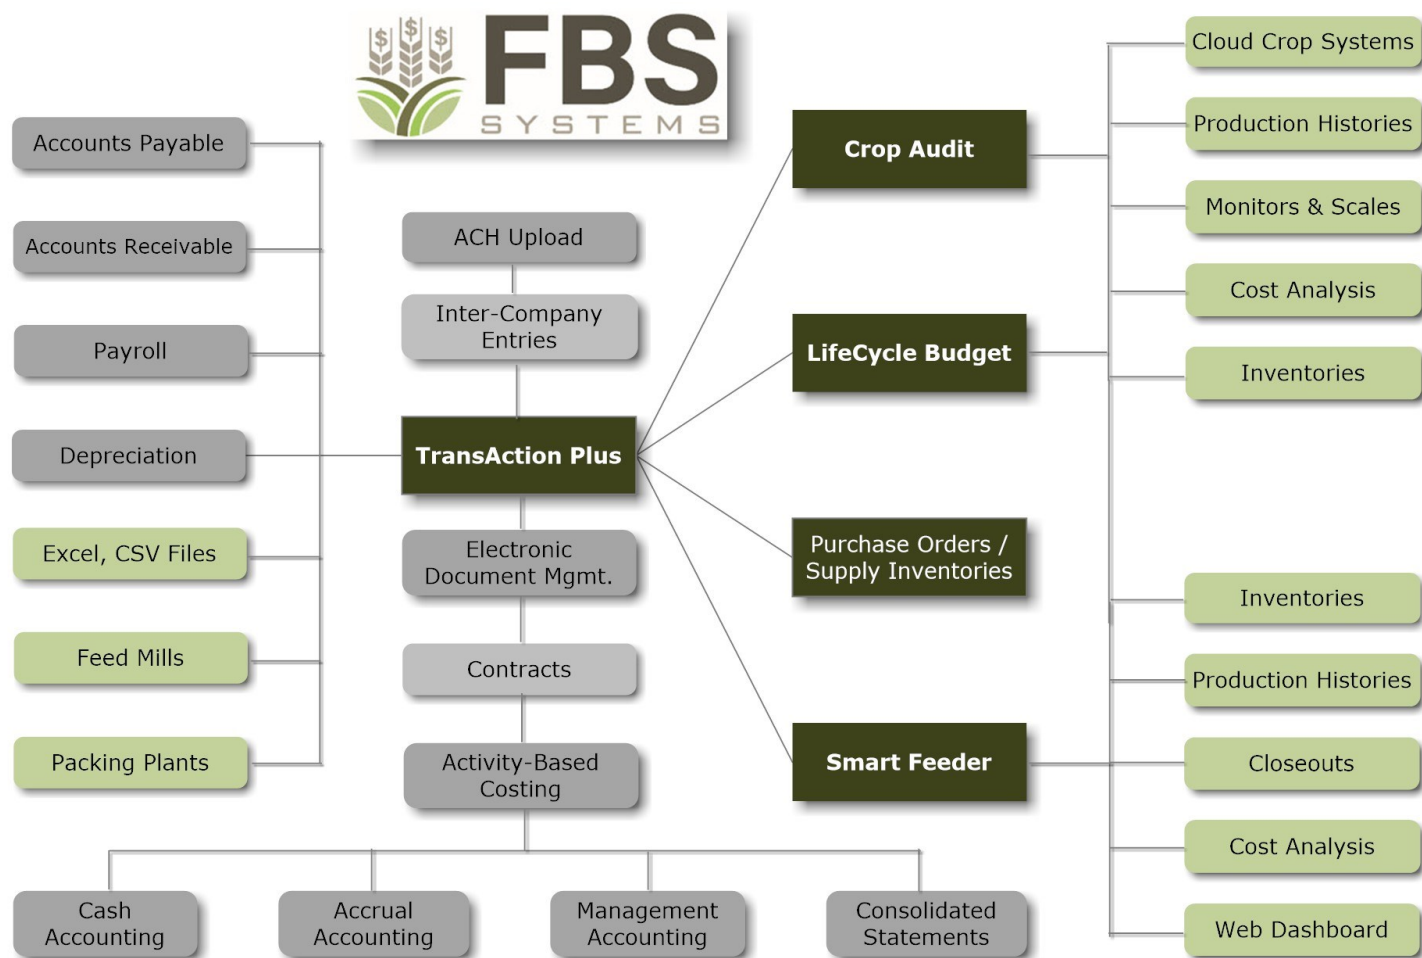 FBS
SYSTEMS
Accounts Payable
Accounts Receivable
Payroll
Depreciation
Excel, CSV Files
Feed Mills
Packing Plants
ACH Upload
Inter-Company
Entries
TransAction Plus
Electronic
Document Mgmt.
Contracts
Activity-Based
Costing
Cash
Accounting
Accrual
Accounting
Management
Accounting
Consolidated
Statements
Crop Audit
LifeCycle Budget
Purchase Orders /
Supply Inventories
Smart Feeder
Cloud Crop Systems
Production Histories
Monitors & Scales
Cost Analysis
Inventories
Inventories
Production Histories
Closeouts
Cost Analysis
Web Dashboard